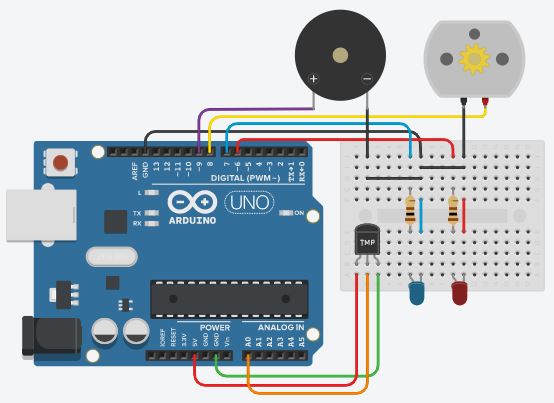 + −
AREF
GND
13
12
~11
~10
~9
8
7
~6
~5
4
~3
2
TX→1
RX←0
DIGITAL (PWM~)
L
TX
RX
UNO
ARDUINO
ON
TMP
POWER
ANALOG IN
IOREF
RESET
3.3V
5V
GND
GND
Vin
A0
A1
A2
A3
A4
A5